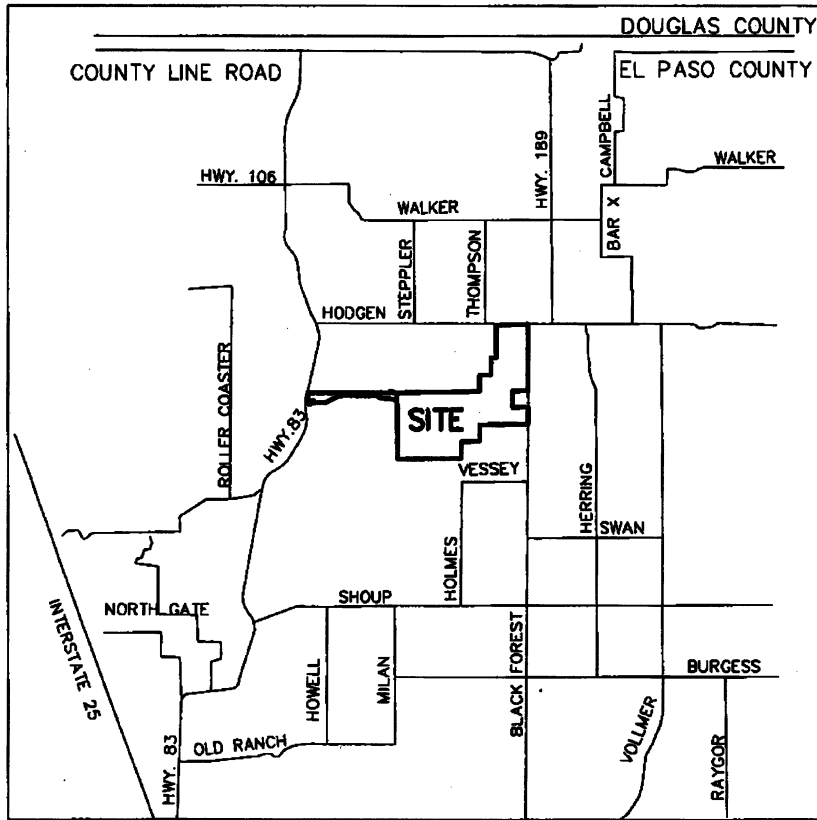 DOUGLAS COUNTY
COUNTY LINE ROAD
EL PASO COUNTY
CAMPBELL
HWY. 189
WALKER
HWY. 106
WALKER
BAR X
STEPPLER
THOMPSON
HODGEN
ROLLER COASTER
HWY.83
SITE
VESSEY
HERRING
SWAN
HOLMES
INTERSTATE 25
NORTH GATE
SHOUP
HOWELL
MILAN
BLACK FOREST
BURGESS
VOLLMER
RAYGOR
OLD RANCH
HWY. 83